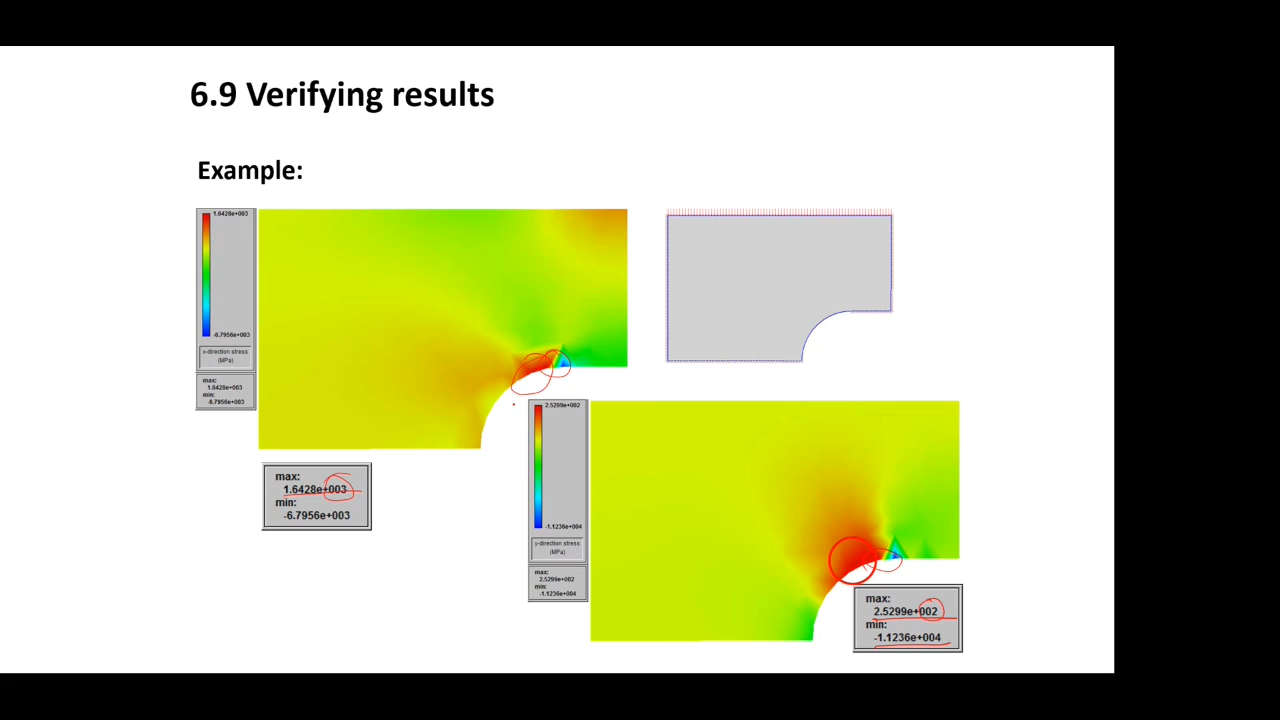 6.9 Verifying results
Example:
1.6428e+003
-6.7956e+003
x-direction stress
(MPa)
max:
1.6428e+003
min:
-6.7956e+003
max:
1.6428e+003
min:
-6.7956e+003
2.5299e+002
-1.1236e+004
y-direction stress
(MPa)
max:
2.5299e+002
min:
-1.1236e+004
max:
2.5299e+002
min:
-1.1236e+004